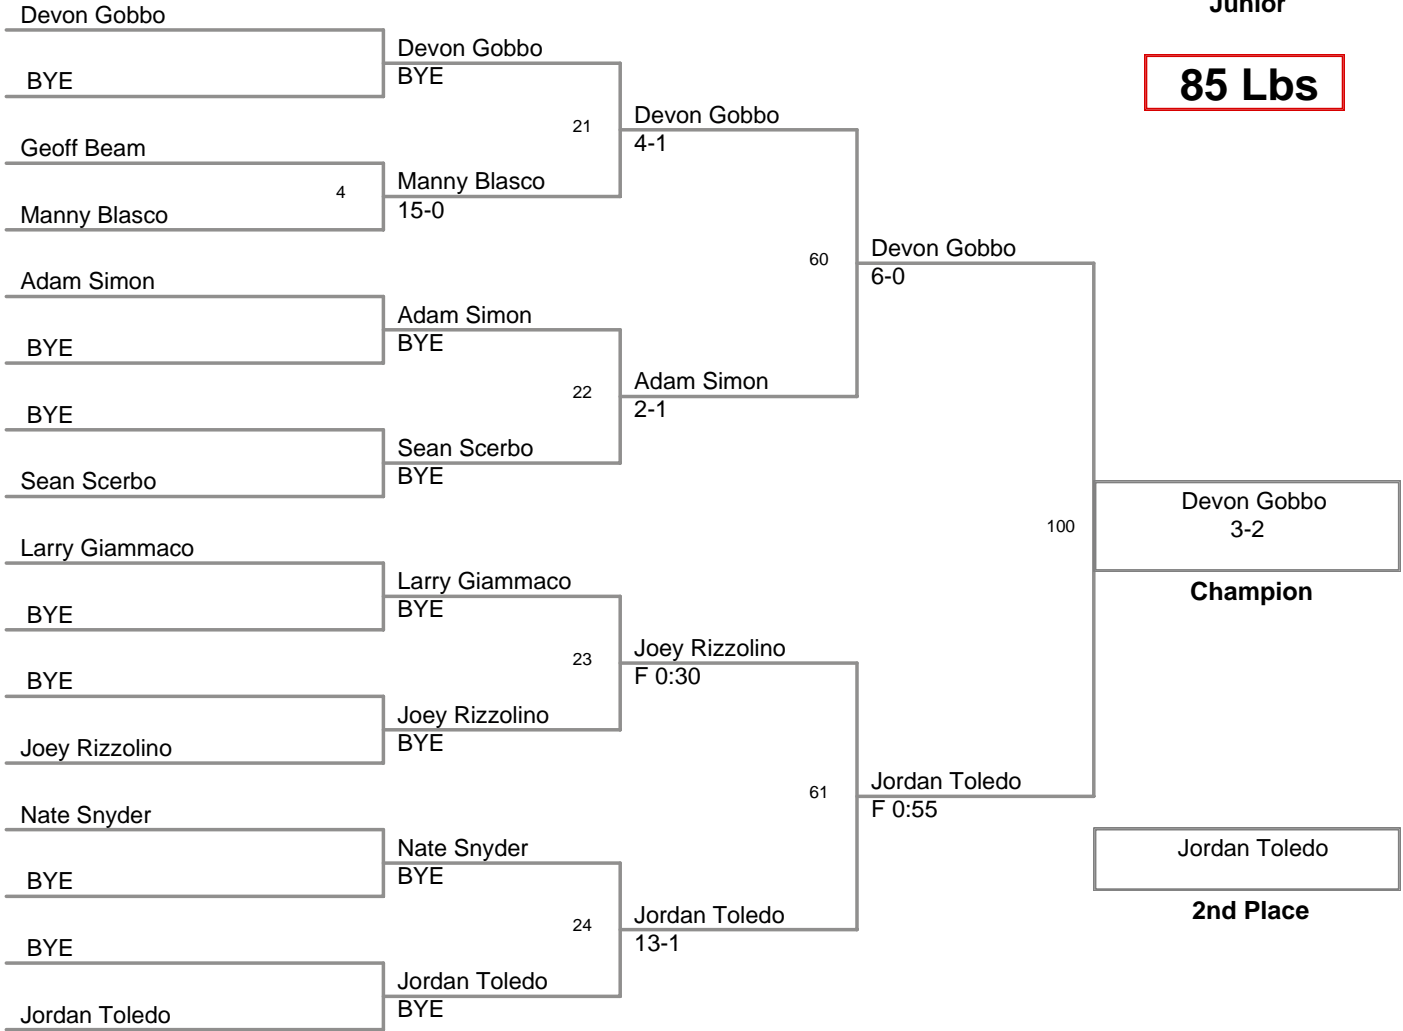 Junior
85 Lbs
Devon Gobbo
BYE
Geoff Beam
4
Manny Blasco
Adam Simon
BYE
BYE
Sean Scerbo
Larry Giammaco
BYE
BYE
Joey Rizzolino
Nate Snyder
BYE
BYE
Jordan Toledo
Devon Gobbo
BYE
21
Manny Blasco
15-0
Adam Simon
BYE
22
Sean Scerbo
BYE
Larry Giammaco
BYE
23
Joey Rizzolino
BYE
Nate Snyder
BYE
24
Jordan Toledo
BYE
Devon Gobbo
4-1
60
Adam Simon
2-1
Joey Rizzolino
F 0:30
61
Jordan Toledo
13-1
Devon Gobbo
6-0
100
Jordan Toledo
F 0:55
Devon Gobbo
3-2
Champion
Jordan Toledo
2nd Place